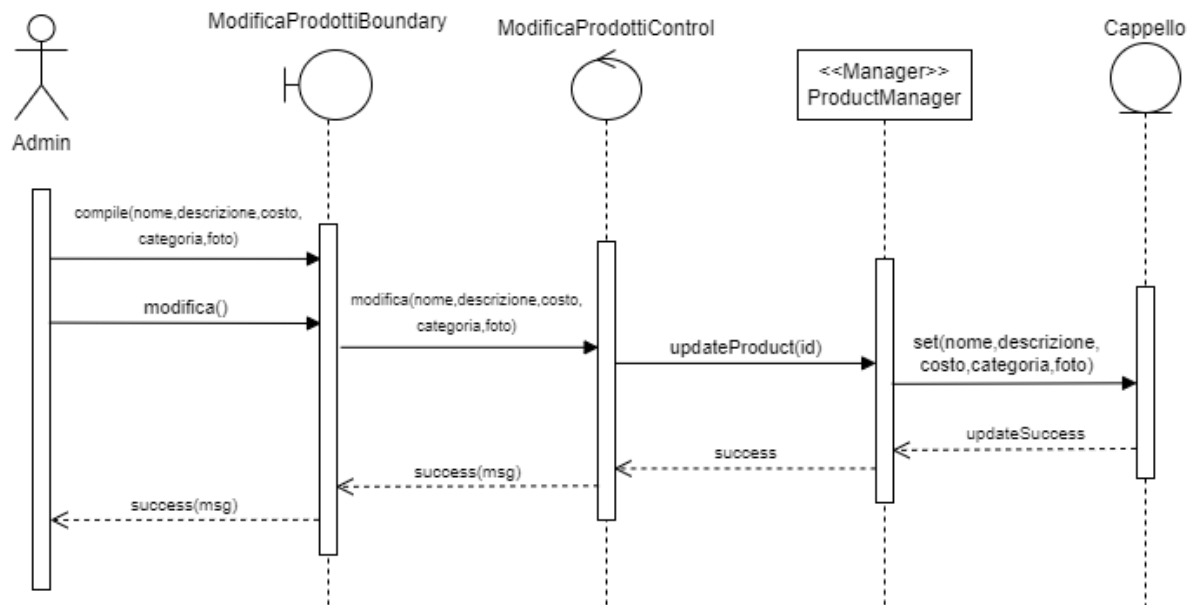 ModificaProdottiBoundary
ModificaProdottiControl
Cappello
<<Manager>>
ProductManager
Admin
compile(nome,descrizione,costo,
categoria,foto)
modifica()
modifica(nome,descrizione,costo,
categoria,foto)
updateProduct(id)
set(nome,descrizione,
costo,categoria,foto)
updateSuccess
success
success(msg)
success(msg)